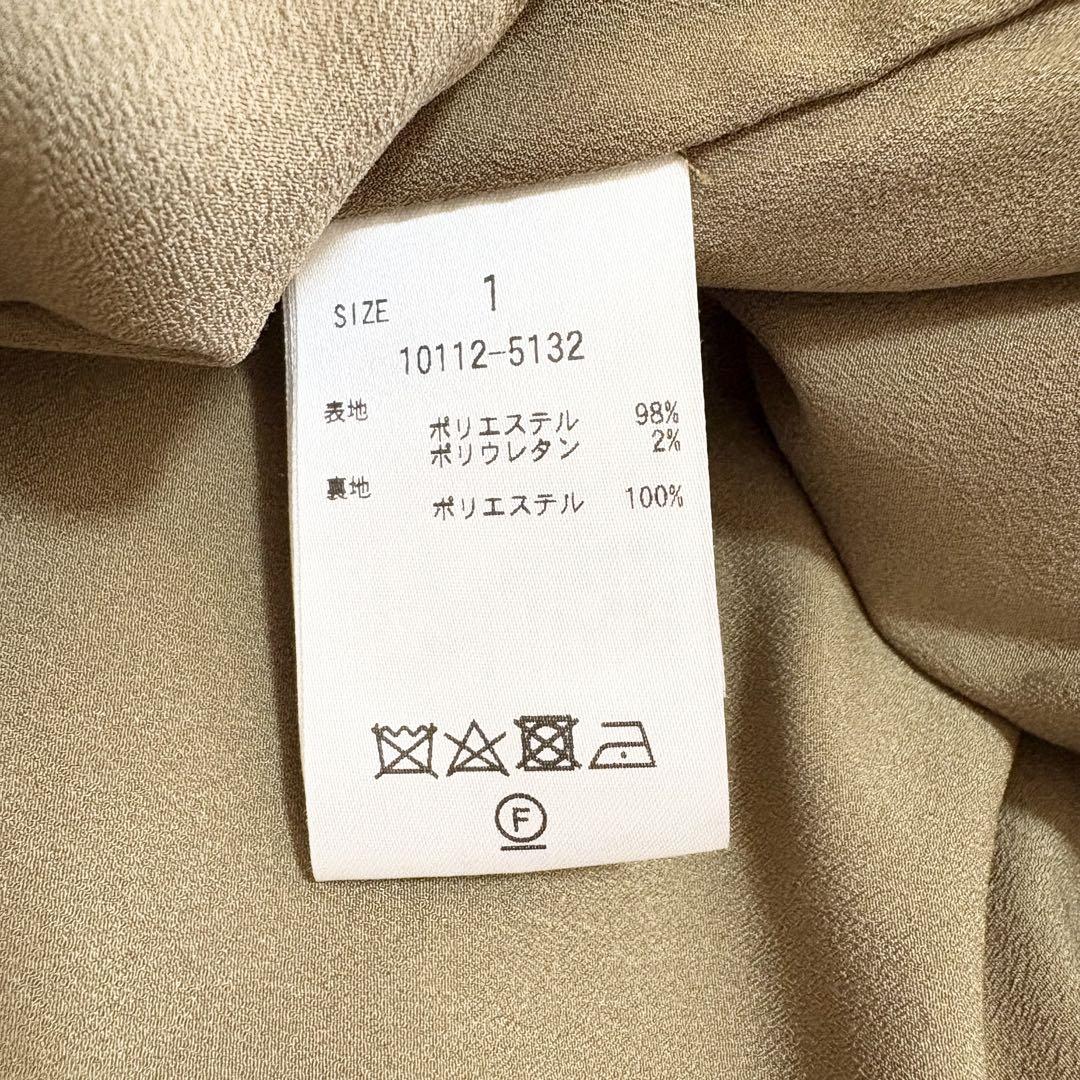 SIZE 1
10112-5132
表地
ポリエステル 98%
ポリウレタン 2%
裏地
ポリエステル 100%
F